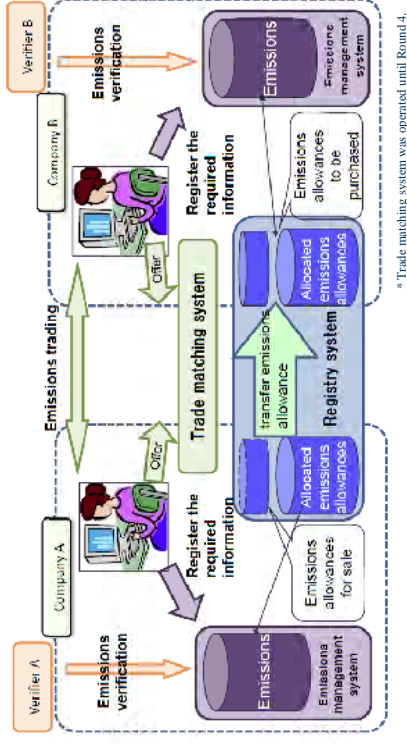 Verifier A
Company A
Emissions trading
Company B
Verifier B
Emissions
verification
Offer
Offer
Emissions
verification
Register the
required
information
Trade matching system
Register the
required
information
Emissions
Emissions
management
system
Emissions
allowances
for sale
Allocated
emissions
allowances
transfer emissions
allowance
Registry system
Allocated
emissions
allowances
Emissions
allowances
to be
purchased
Emissions
Emissions
management
system
* Trade matching system was operated until Round 4.